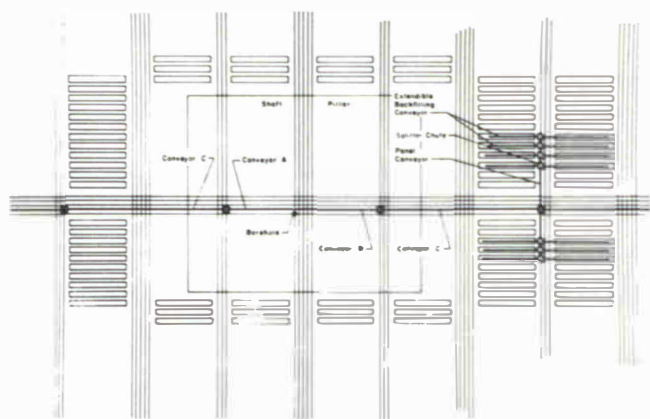 Shaft Pillar
Extendible
Backfilling
Conveyor
Splitter Chute
Panel
Conveyor
Conveyor C
Conveyor A
Borehole
Conveyor
Conveyor C